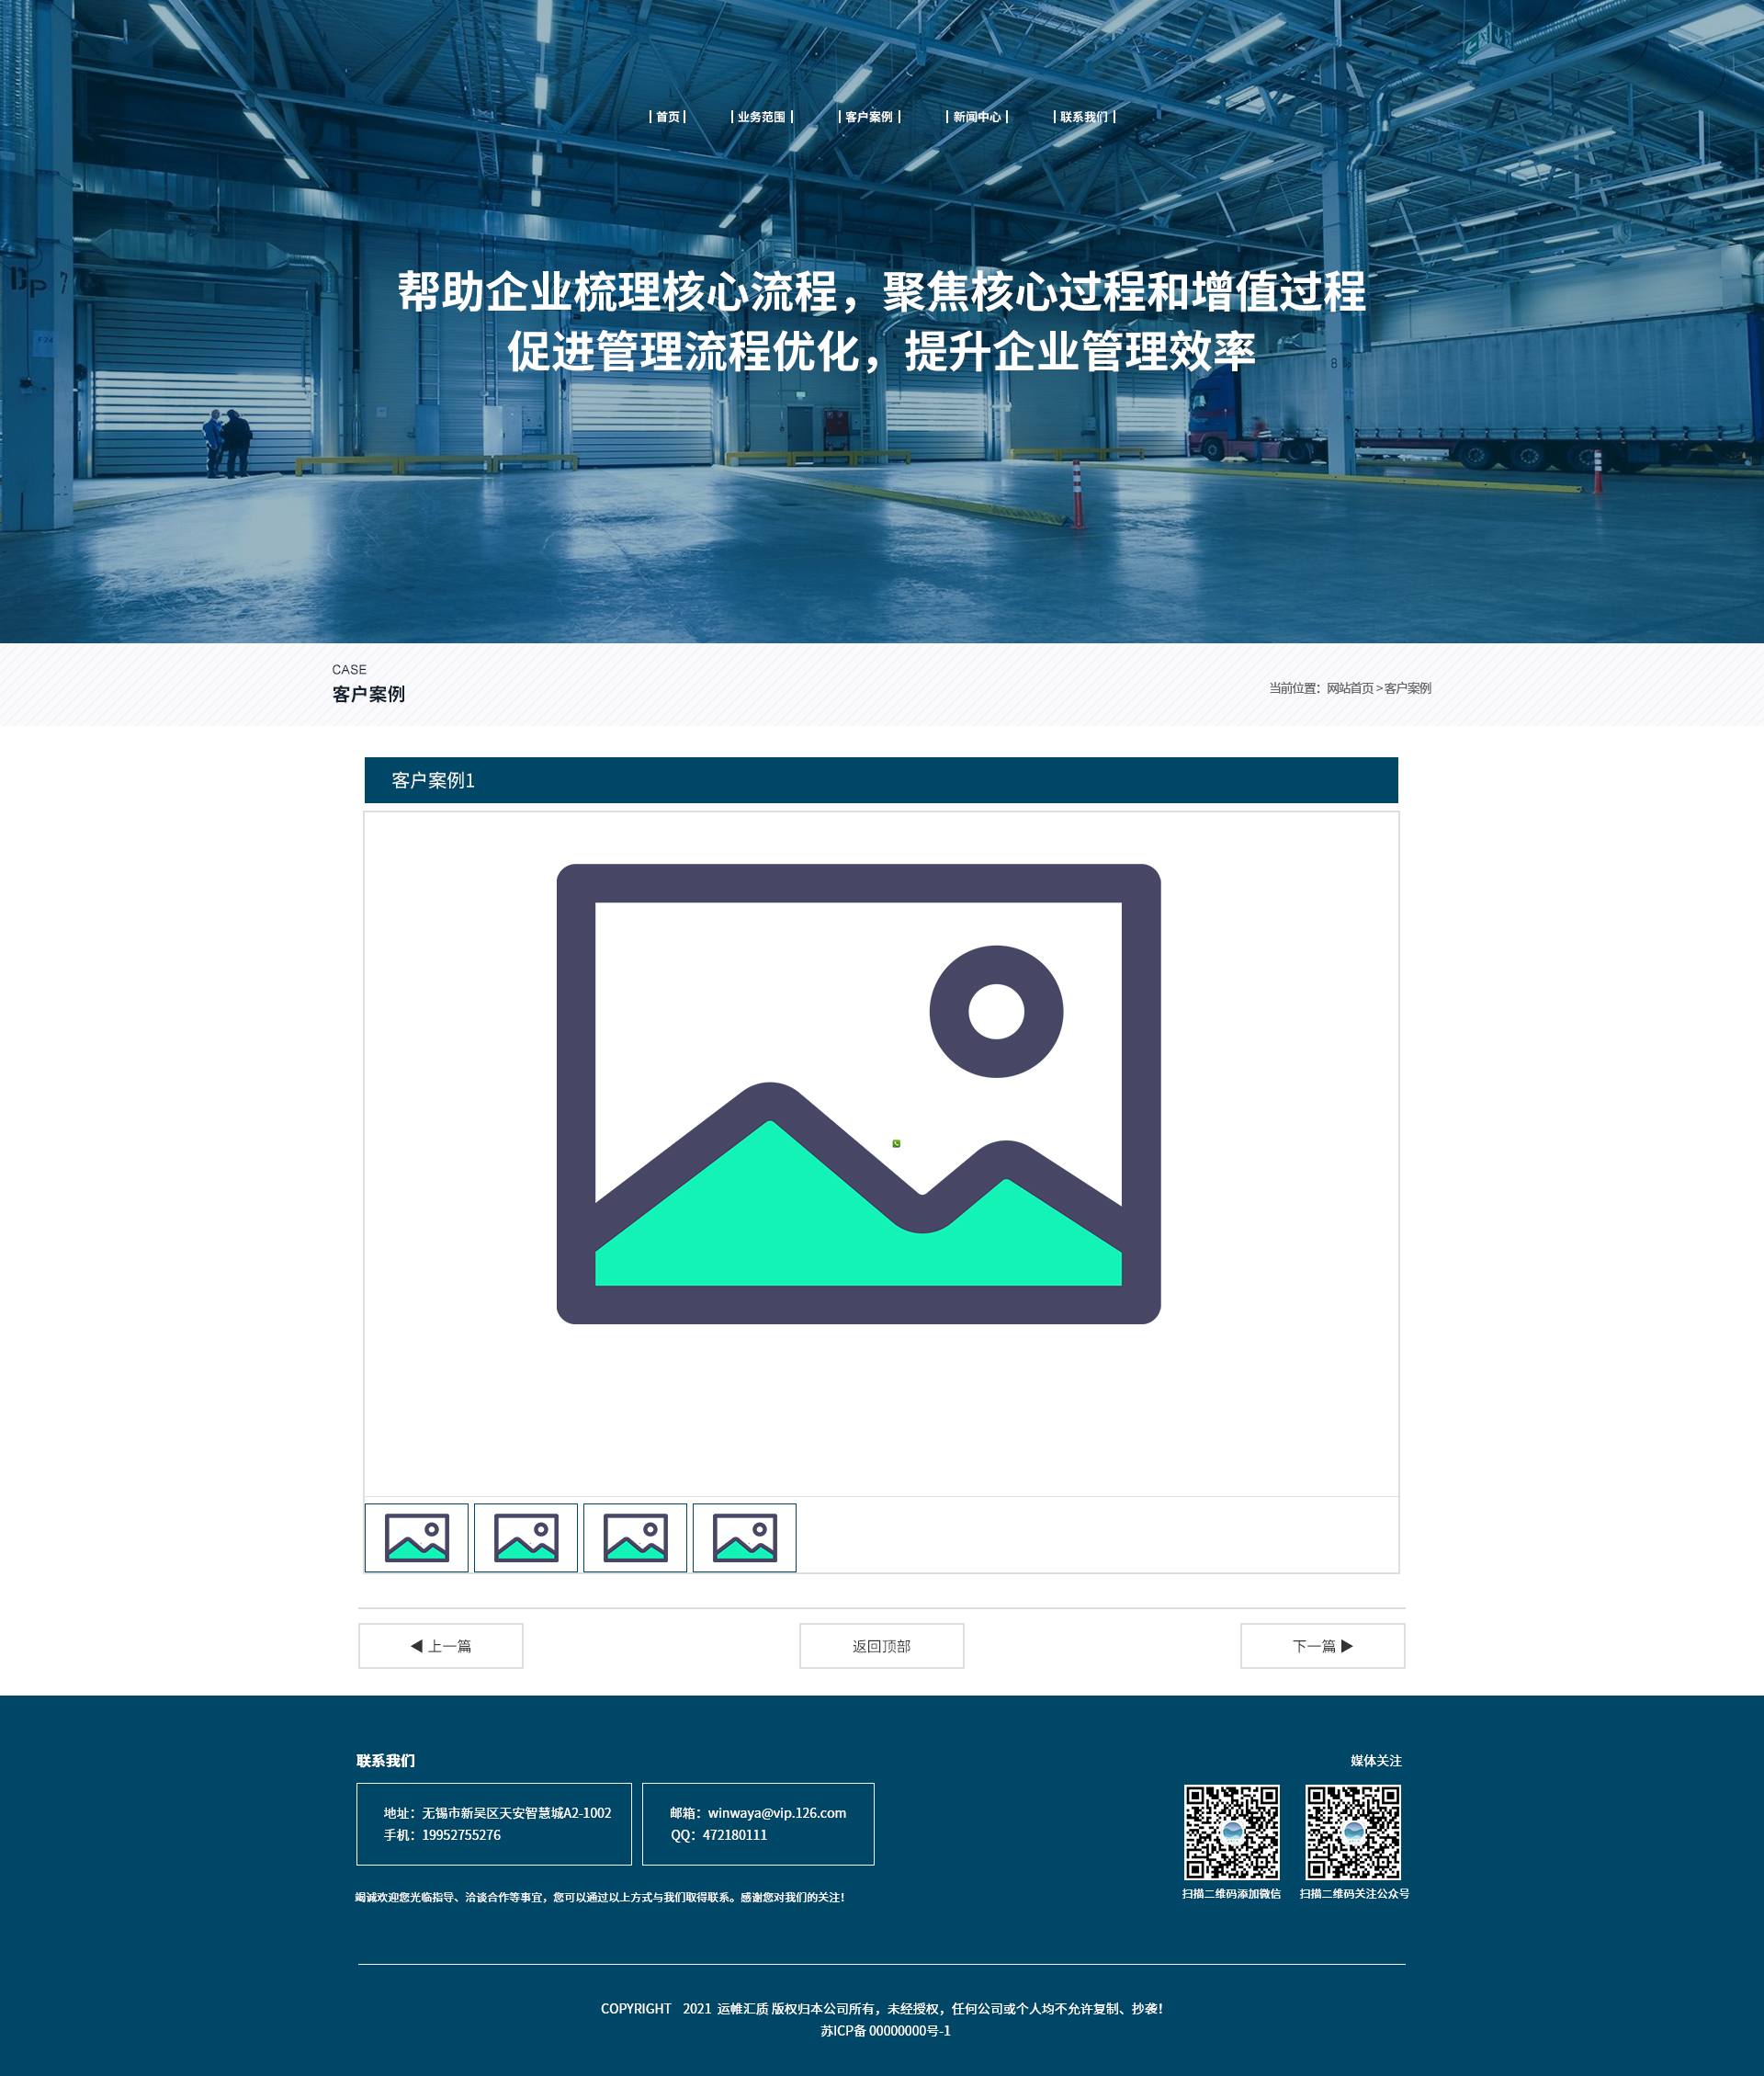 首页
业务范围
客户案例
新闻中心
联系我们
帮助企业梳理核心流程，聚焦核心过程和增值过程
促进管理流程优化，提升企业管理效率
CASE
客户案例
当前位置：网站首页 > 客户案例
客户案例1
◀ 上一篇
返回顶部
下一篇 ▶
联系我们
媒体关注
地址：无锡市新吴区天安智慧城A2-1002
手机：19952755276
邮箱：winwaya@vip.126.com
QQ：472180111
扫描二维码添加微信
扫描二维码关注公众号
竭诚欢迎您光临指导、洽谈合作等事宜，您可以通过以上方式与我们取得联系。感谢您对我们的关注！
COPYRIGHT 2021 运帷汇质 版权归本公司所有，未经授权，任何公司或个人均不允许复制、抄袭！
苏ICP备 00000000号-1